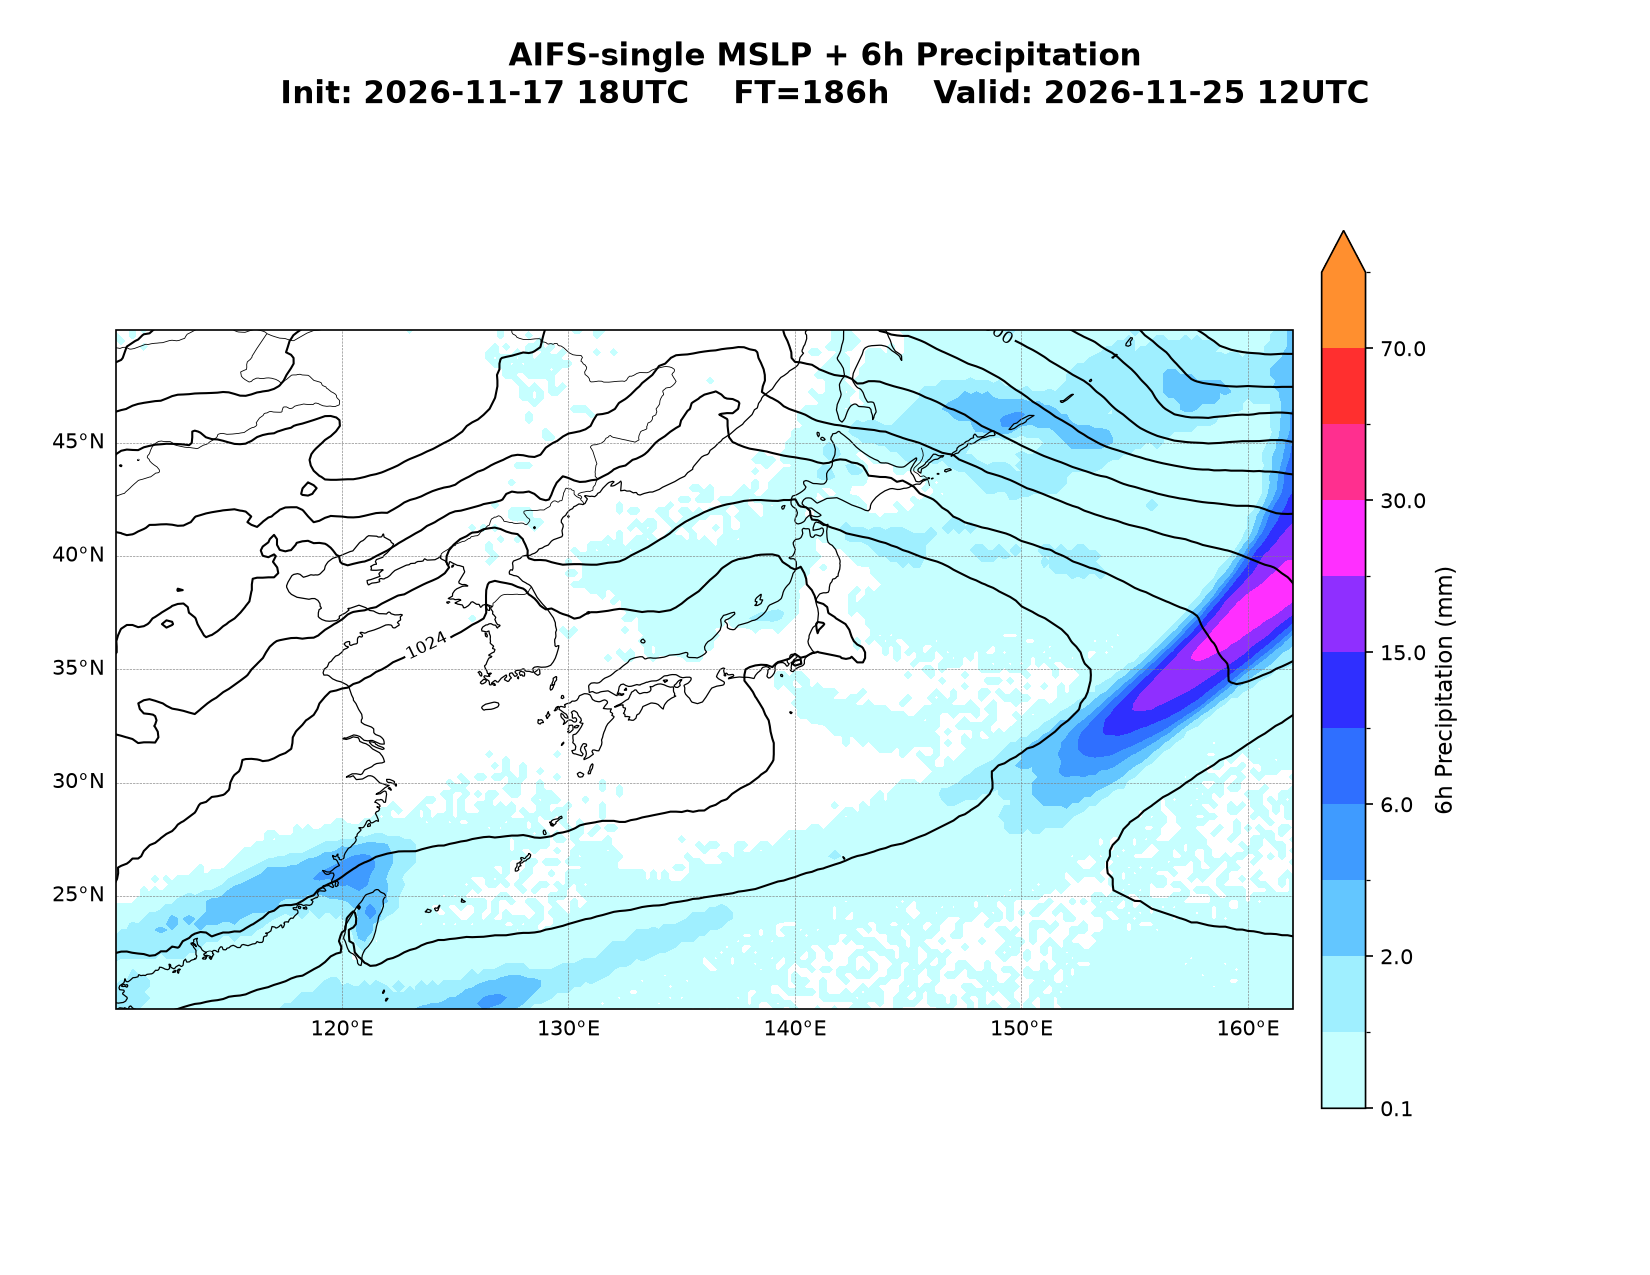 AIFS-single MSLP + 6h Precipitation
Init: 2026-11-17 18UTC    FT=186h    Valid: 2026-11-25 12UTC
70.0
30.0
15.0
6.0
2.0
0.1
6h Precipitation (mm)
45°N
40°N
35°N
30°N
25°N
1024
00
120°E
130°E
140°E
150°E
160°E